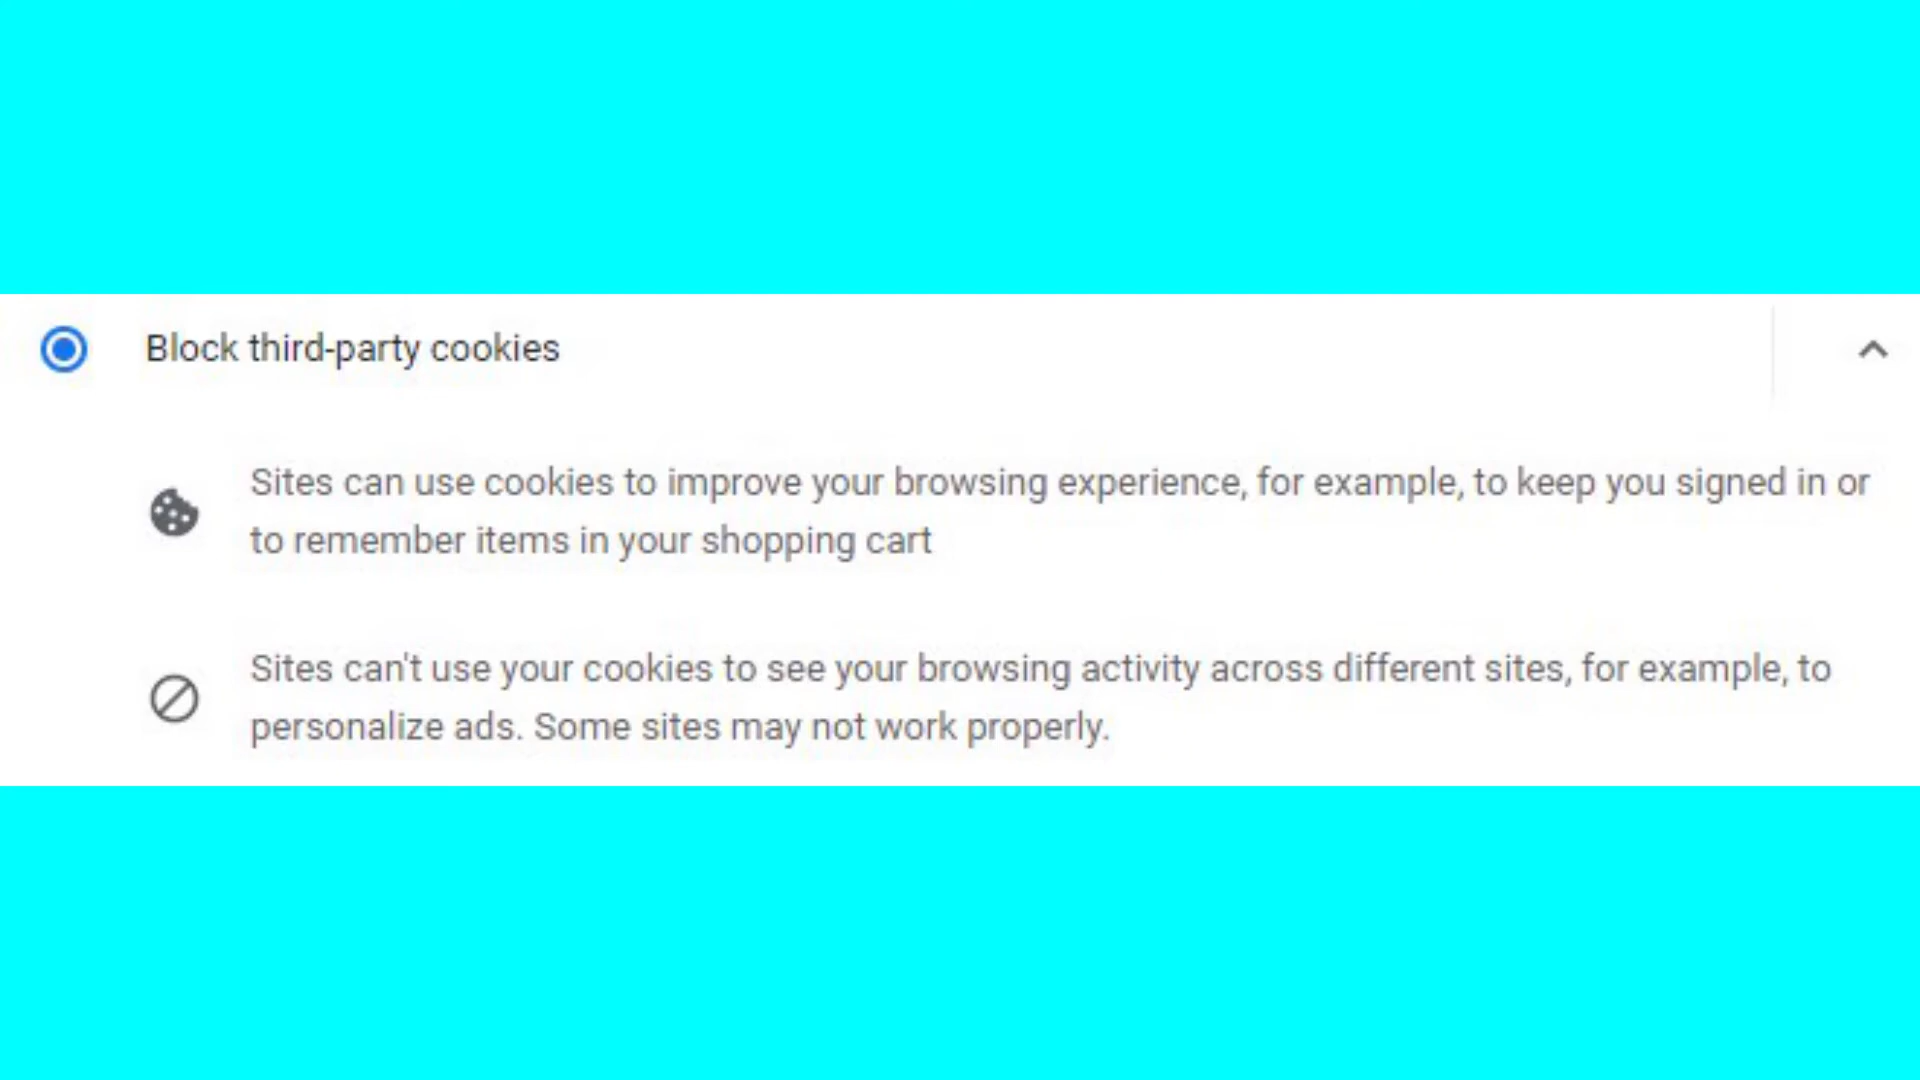 Block third-party cookies
Sites can use cookies to improve your browsing experience, for example, to keep you signed in or
to remember items in your shopping cart
Sites can't use your cookies to see your browsing activity across different sites, for example, to
personalize ads. Some sites may not work properly.